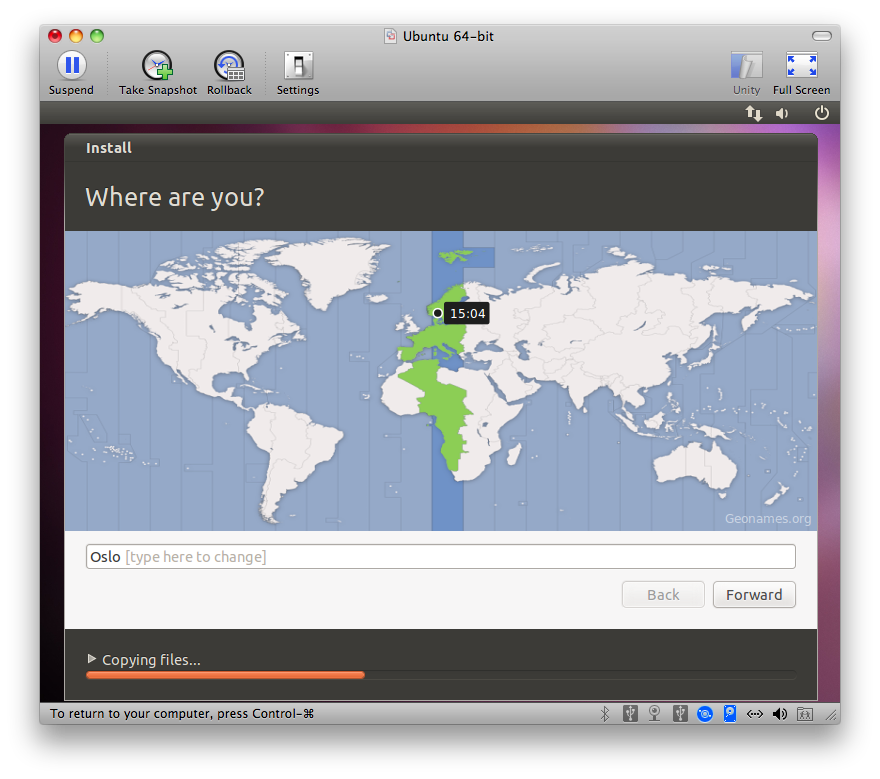 Ubuntu 64-bit
Suspend
Take Snapshot
Rollback
Settings
Unity
Full Screen
Install
Where are you?
15:04
Geonames.org
Oslo [type here to change]
Back
Forward
Copying files...
To return to your computer, press Control-⌘